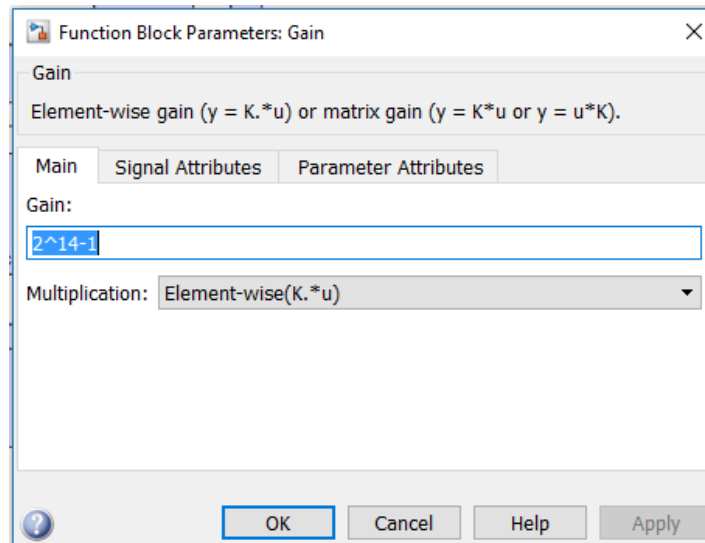 Function Block Parameters: Gain
Gain
Element-wise gain (y = K.*u) or matrix gain (y = K*u or y = u*K).
Main Signal Attributes Parameter Attributes
Gain:
2^14-1
Multiplication: Element-wise(K.*u)
OK Cancel Help Apply